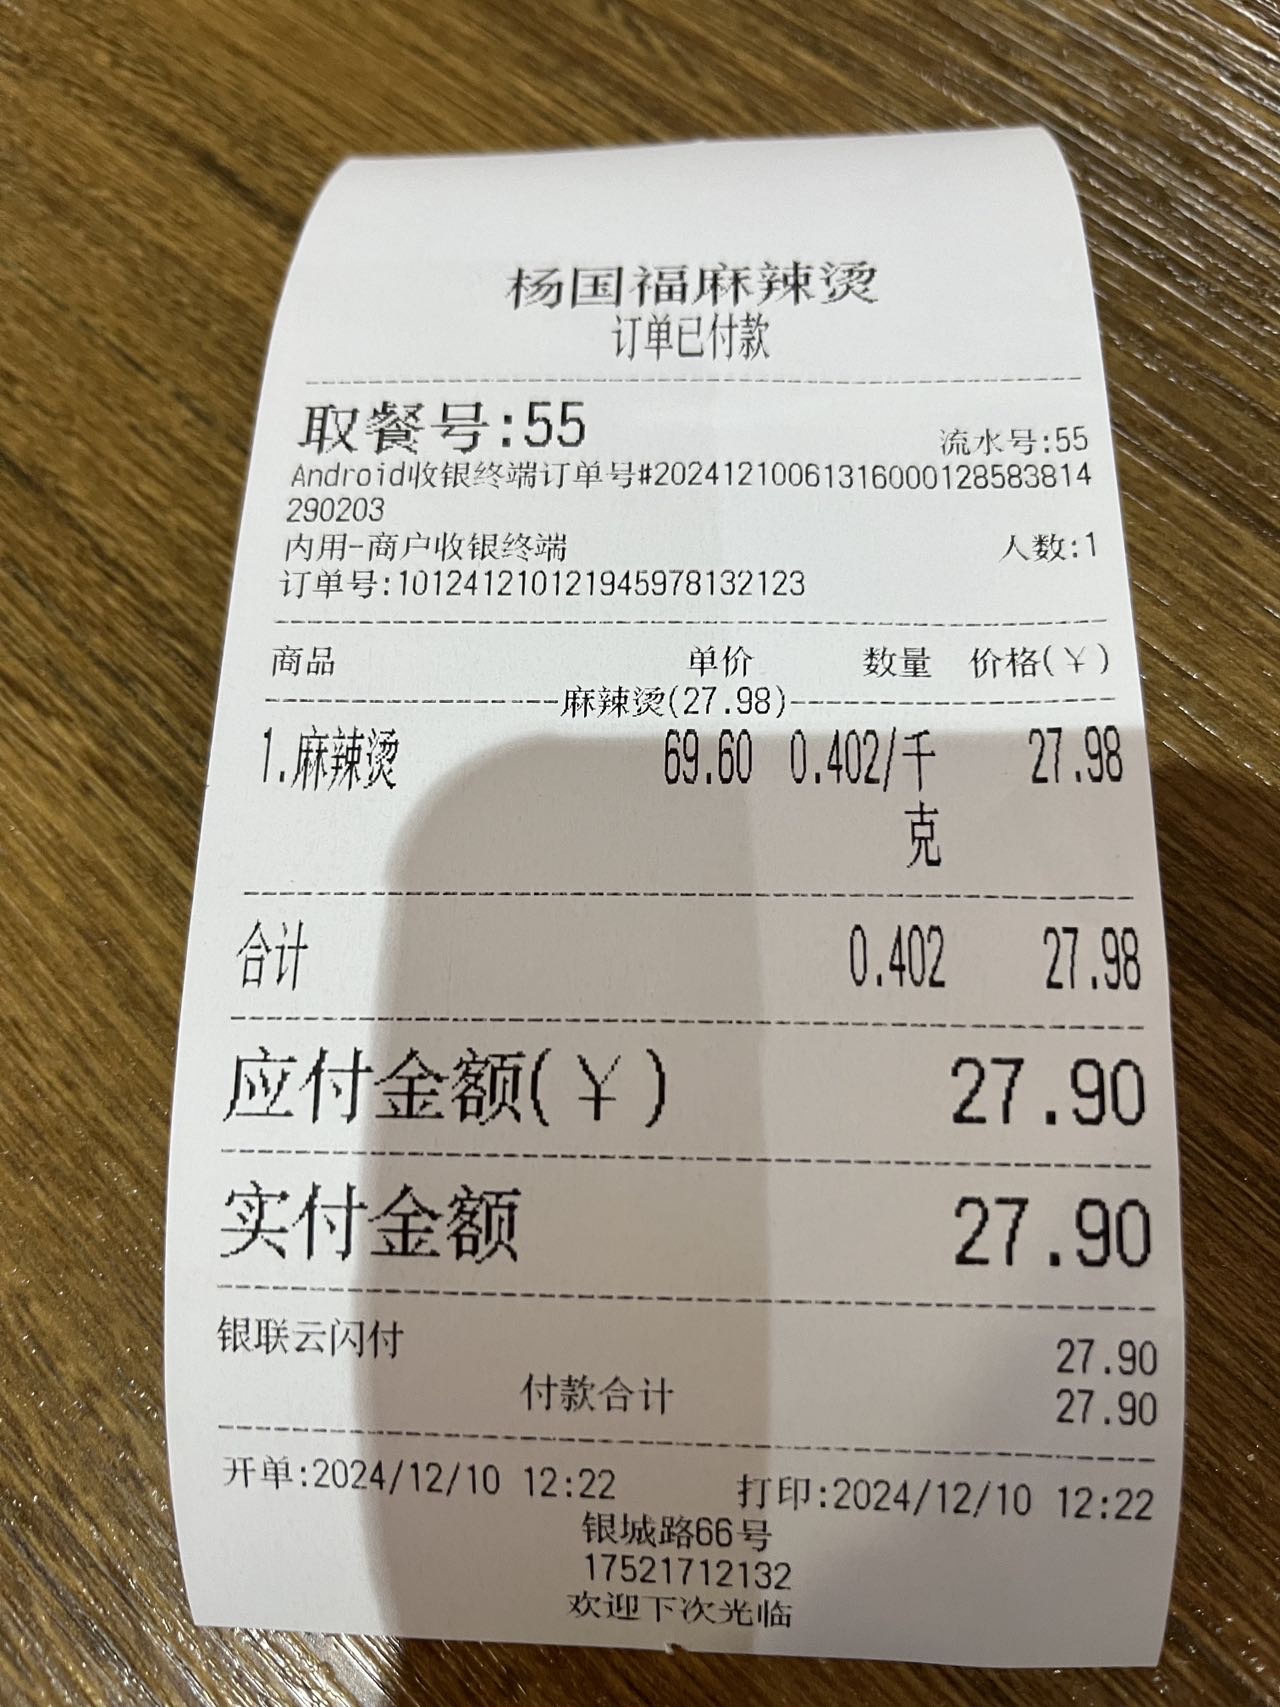 杨国福麻辣烫
订单已付款
取餐号:55 流水号:55
Android收银终端订单号#20241210061316000128583814
290203
内用-商户收银终端 人数:1
订单号:101241210121945978132123
商品 单价 数量 价格(￥)
麻辣烫(27.98)
1.麻辣烫 69.60 0.402/千 27.98
克
合计 0.402 27.98
应付金额(￥) 27.90
实付金额 27.90
银联云闪付 27.90
付款合计 27.90
开单:2024/12/10 12:22 打印:2024/12/10 12:22
银城路66号
17521712132
欢迎下次光临